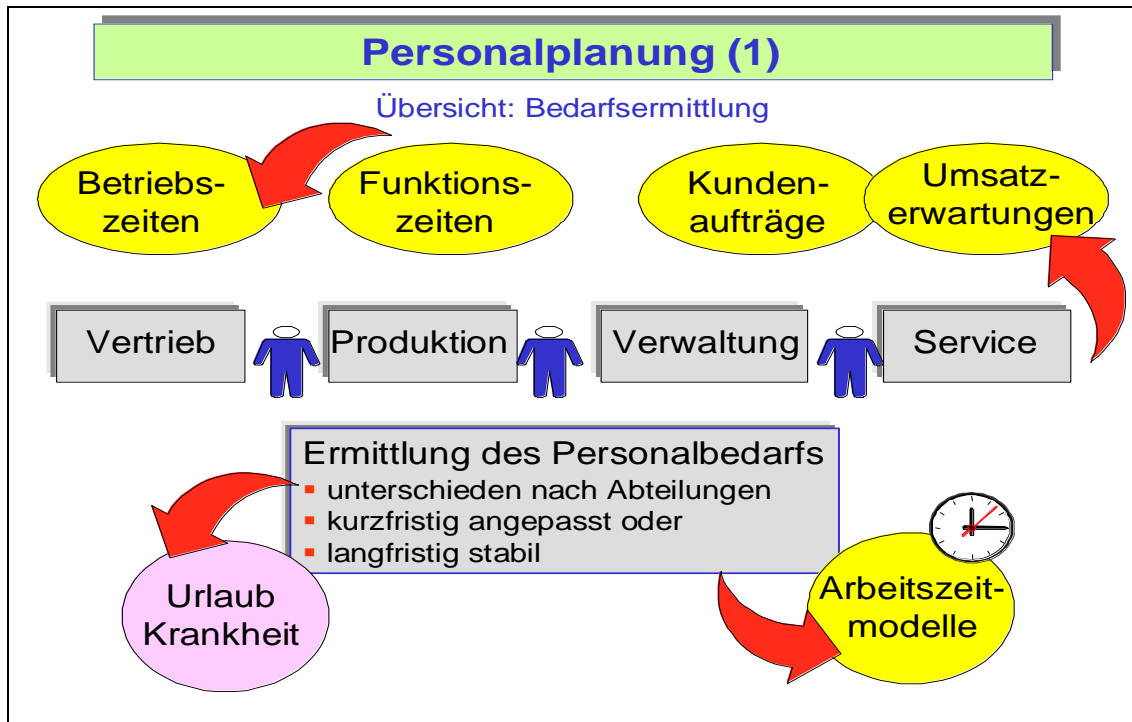 Personalplanung (1)
Übersicht: Bedarfsermittlung
Betriebs-
zeiten
Funktions-
zeiten
Kunden-
aufträge
Umsatz-
erwartungen
Vertrieb
Produktion
Verwaltung
Service
Ermittlung des Personalbedarfs
▪ unterschieden nach Abteilungen
▪ kurzfristig angepasst oder
▪ langfristig stabil
Urlaub
Krankheit
Arbeitszeit-
modelle